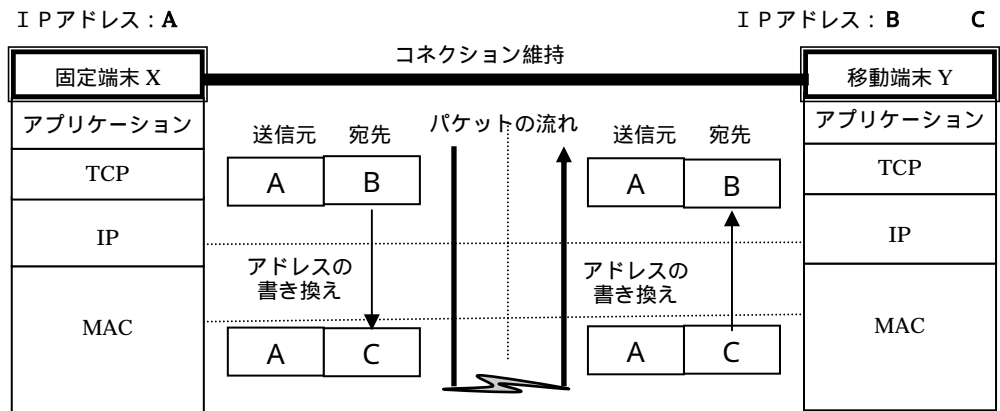 ＩＰアドレス：A
ＩＰアドレス：B C
コネクション維持
固定端末 X
移動端末 Y
アプリケーション
TCP
IP
MAC
送信元 宛先
A B
アドレスの
書き換え
A C
パケットの流れ
送信元 宛先
A B
アドレスの
書き換え
A C
アプリケーション
TCP
IP
MAC